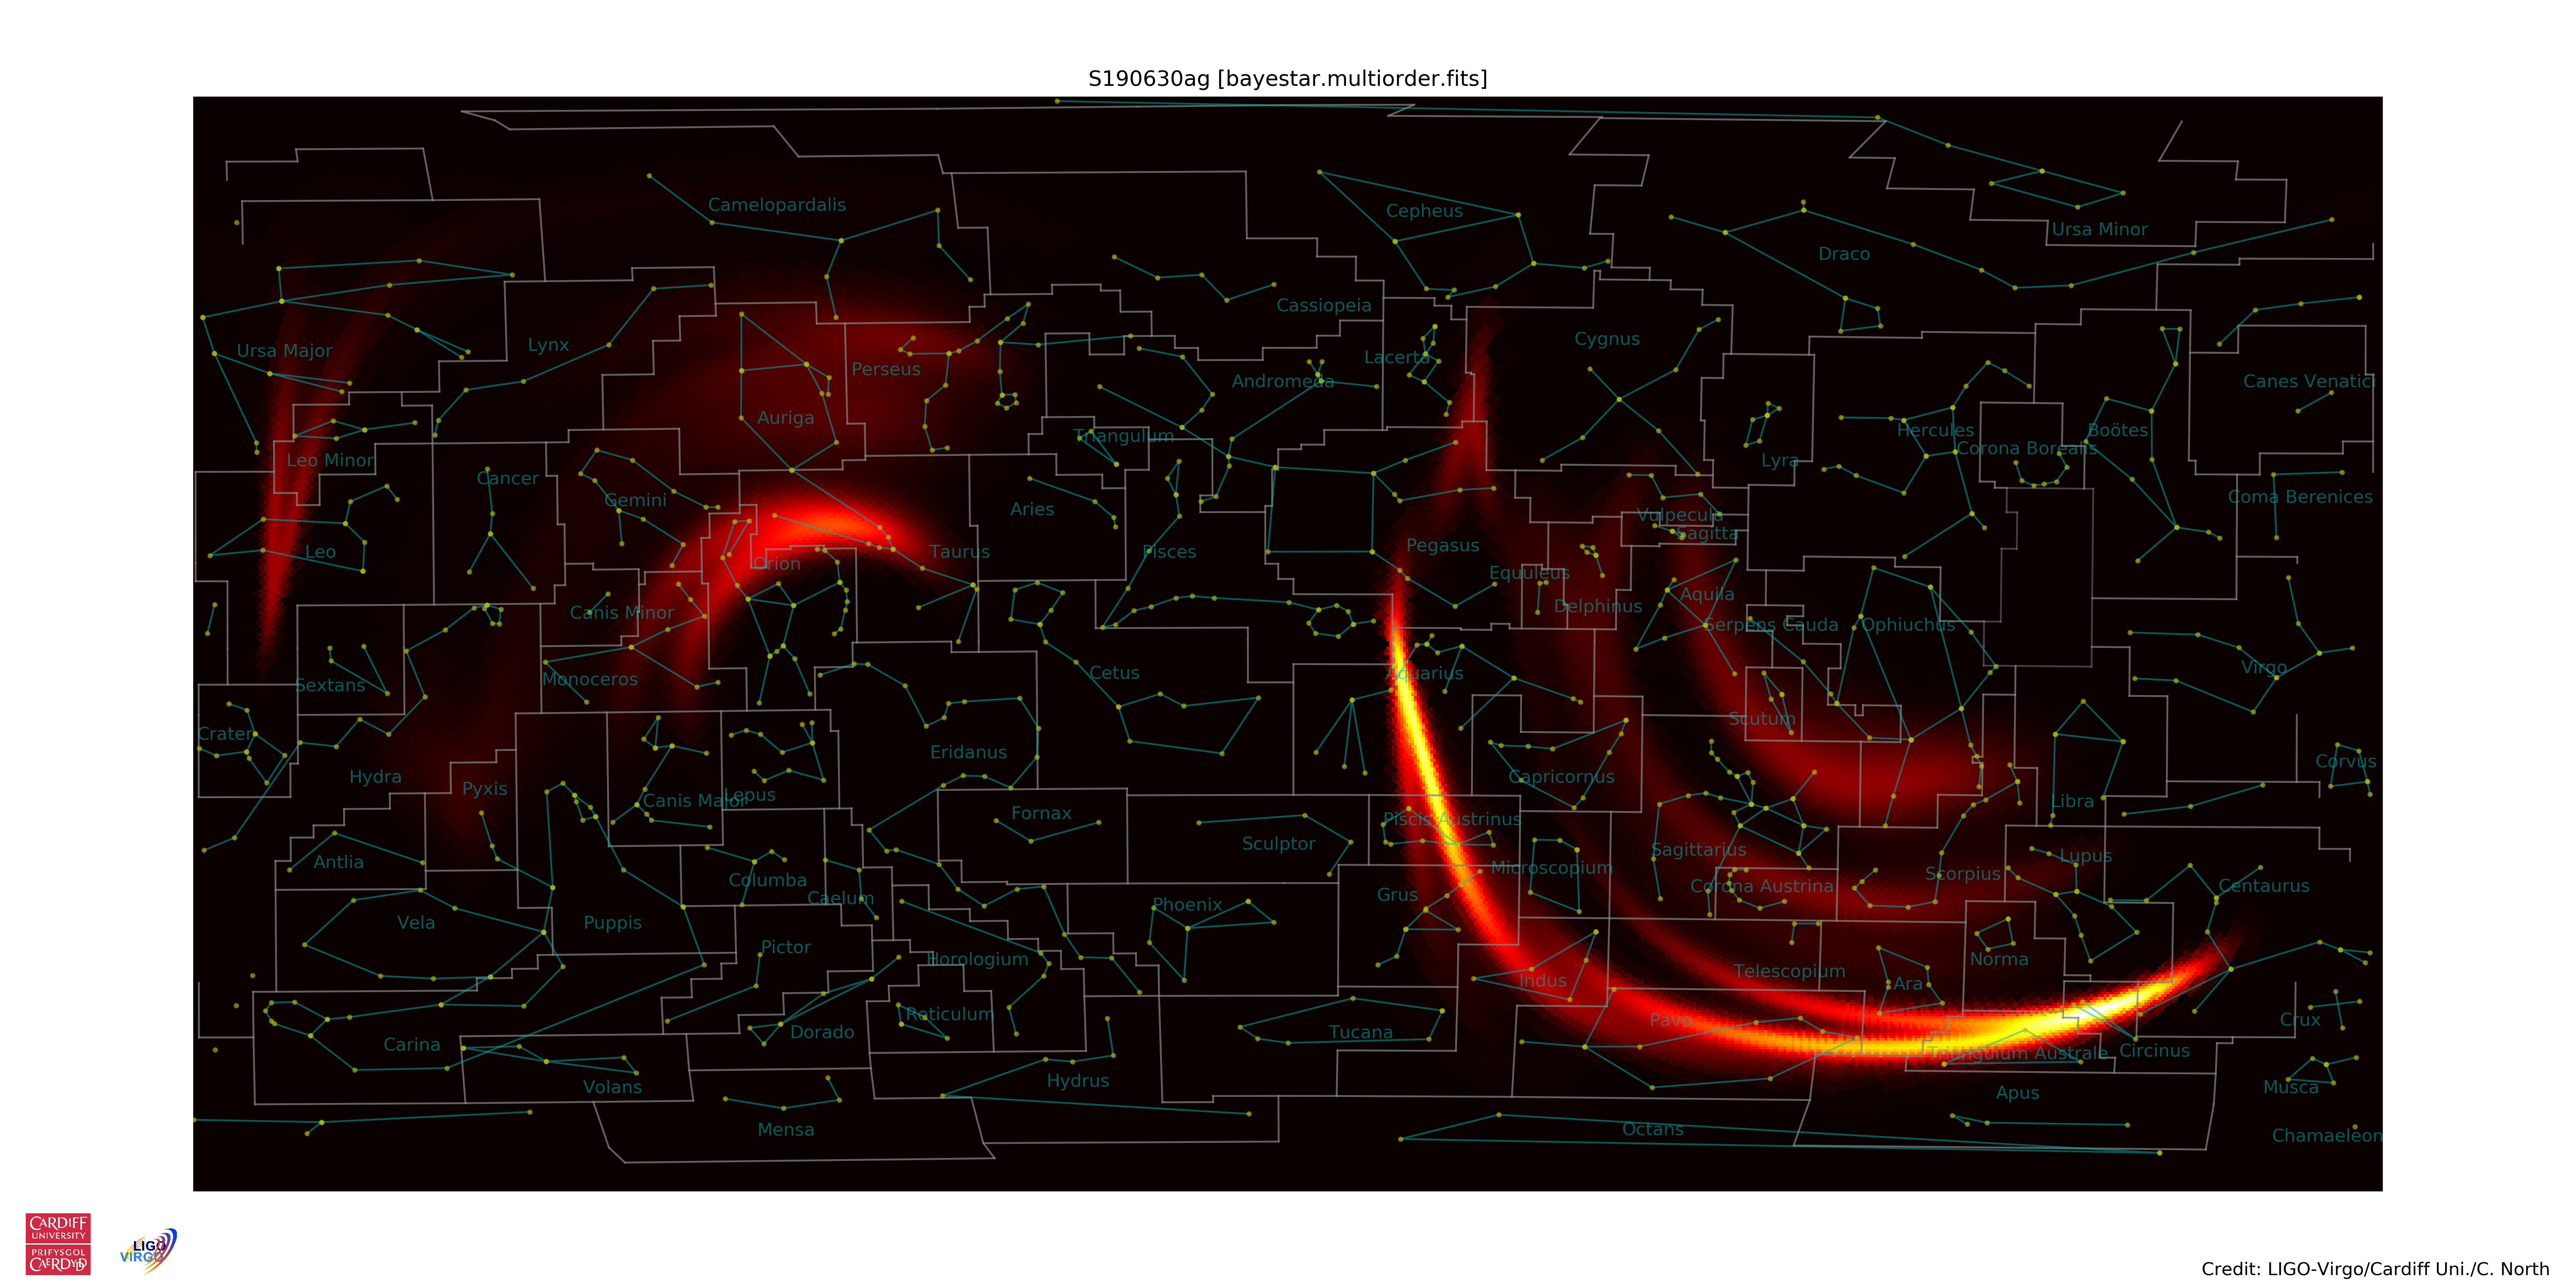 S190630ag [bayestar.multiorder.fits]
Camelopardalis
Cepheus
Ursa Minor
Draco
Cassiopeia
Cygnus
Lynx
Ursa Major
Lacerta
Perseus
Andromeda
Canes Venatici
Auriga
Triangulum
Hercules
Boötes
Corona Borealis
Leo Minor
Lyra
Cancer
Gemini
Coma Berenices
Aries
Vulpecula
Sagitta
Pegasus
Leo
Taurus
Pisces
Orion
Equuleus
Aquila
Delphinus
Canis Minor
Serpens Cauda
Ophiuchus
Virgo
Cetus
Aquarius
Monoceros
Sextans
Scutum
Crater
Eridanus
Corvus
Hydra
Capricornus
Pyxis
Lepus
Canis Major
Libra
Fornax
Piscis Austrinus
Sculptor
Sagittarius
Lupus
Antlia
Microscopium
Scorpius
Columba
Corona Austrina
Centaurus
Grus
Caelum
Phoenix
Vela
Puppis
Pictor
Horologium
Norma
Telescopium
Indus
Ara
Reticulum
Pavo
Crux
Dorado
Tucana
Carina
Circinus
Triangulum Australe
Hydrus
Volans
Musca
Apus
Mensa
Octans
Chamaeleon
CARDIFF
UNIVERSITY
PRIFYSGOL
CAERDYDD
LIGO
VIRGO
Credit: LIGO-Virgo/Cardiff Uni./C. North